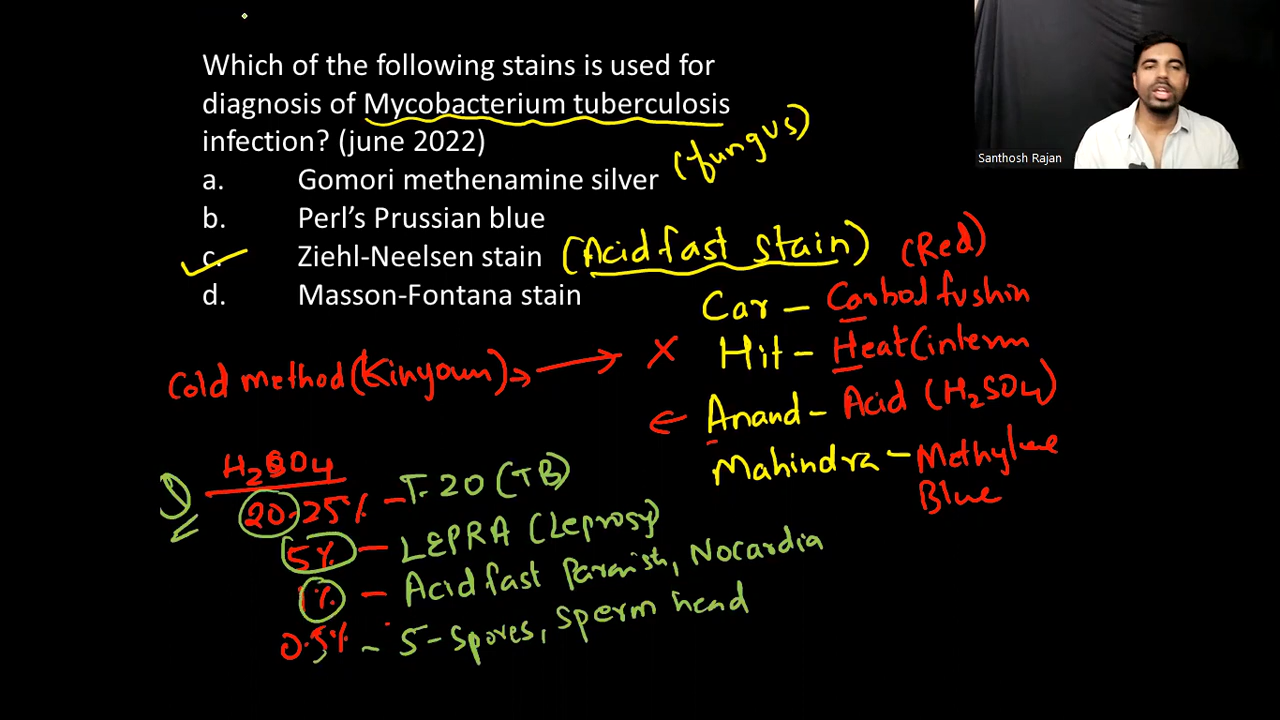 Which of the following stains is used for
diagnosis of Mycobacterium tuberculosis
infection? (june 2022)
a. Gomori methenamine silver (fungus)
b. Perl's Prussian blue
c. Ziehl-Neelsen stain (Acid fast stain)
d. Masson-Fontana stain
Santhosh Rajan
(Red)
Car – Carbol fushin
Hit – Heat (interm
Anand – Acid (H2SO4)
Mahindra – Methylene
Blue
Cold method (Kinyoun) X
H2SO4
20-25% – T-20 (TB)
5% – LEPRA (Leprosy)
1% – Acid fast , Nocardia
0.5% – 5-spores, sperm head